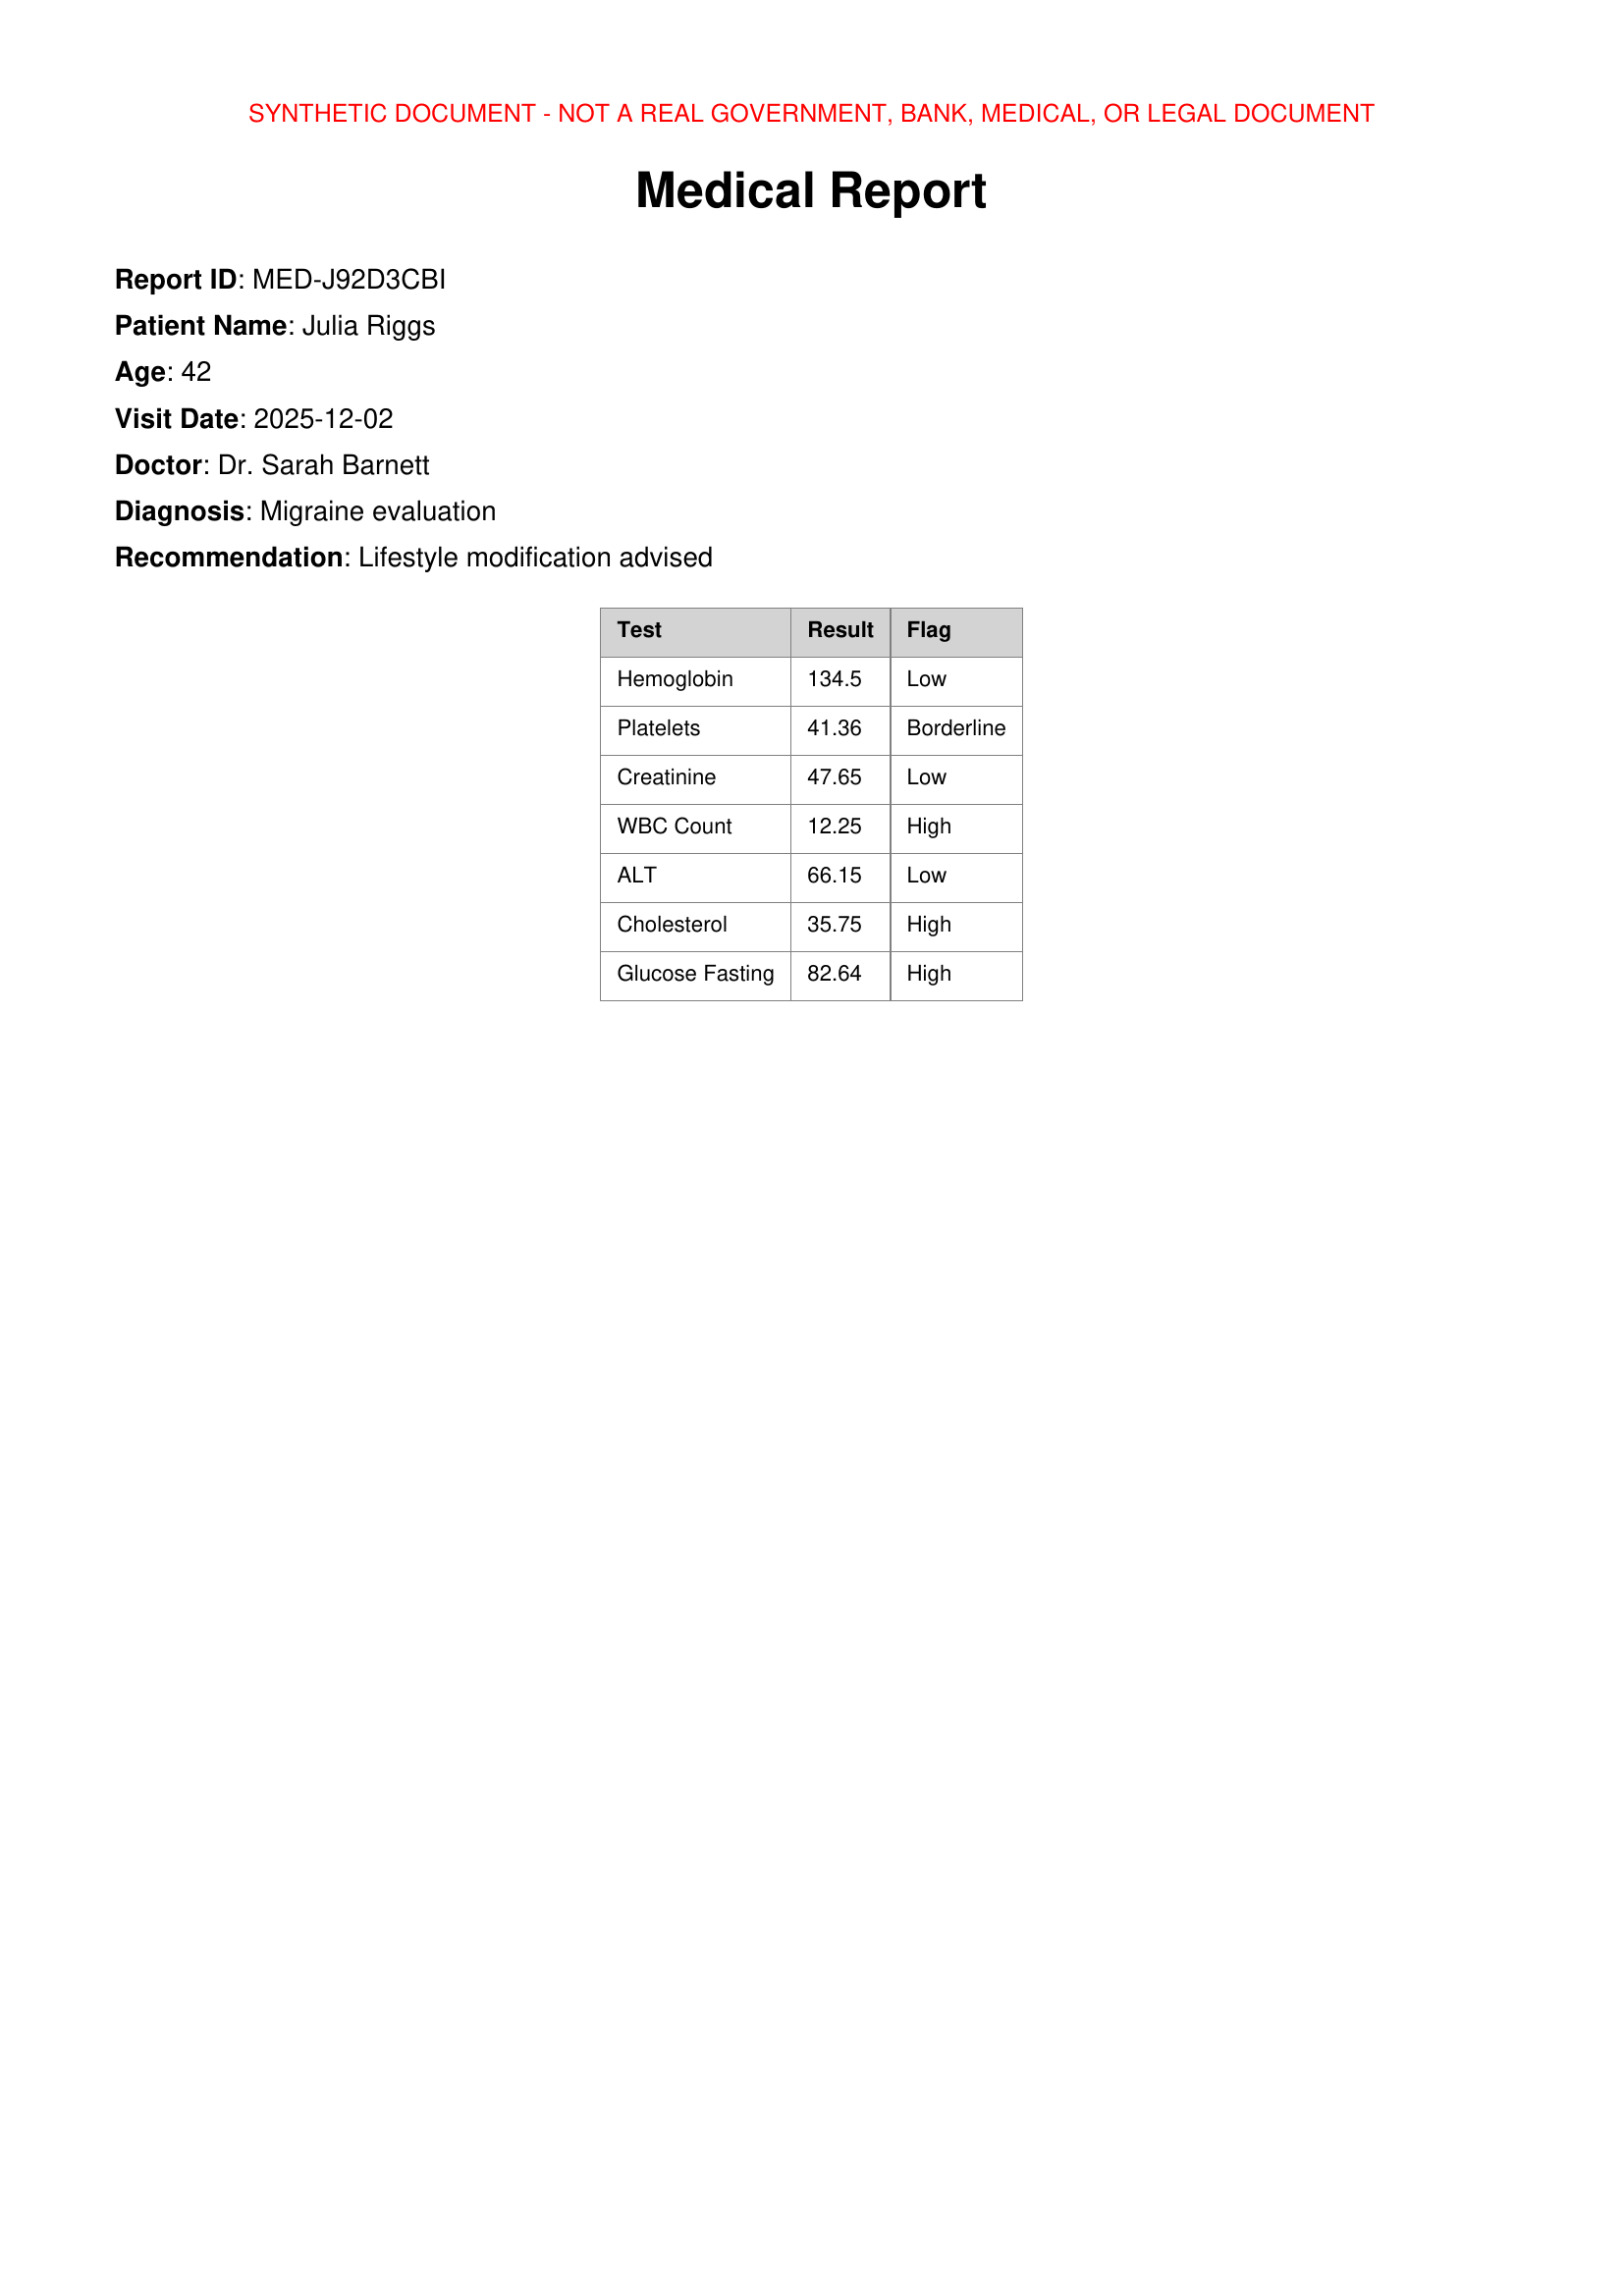 SYNTHETIC DOCUMENT - NOT A REAL GOVERNMENT, BANK, MEDICAL, OR LEGAL DOCUMENT
Medical Report
Report ID: MED-J92D3CBI
Patient Name: Julia Riggs
Age: 42
Visit Date: 2025-12-02
Doctor: Dr. Sarah Barnett
Diagnosis: Migraine evaluation
Recommendation: Lifestyle modification advised
Test Result Flag
Hemoglobin 134.5 Low
Platelets 41.36 Borderline
Creatinine 47.65 Low
WBC Count 12.25 High
ALT 66.15 Low
Cholesterol 35.75 High
Glucose Fasting 82.64 High